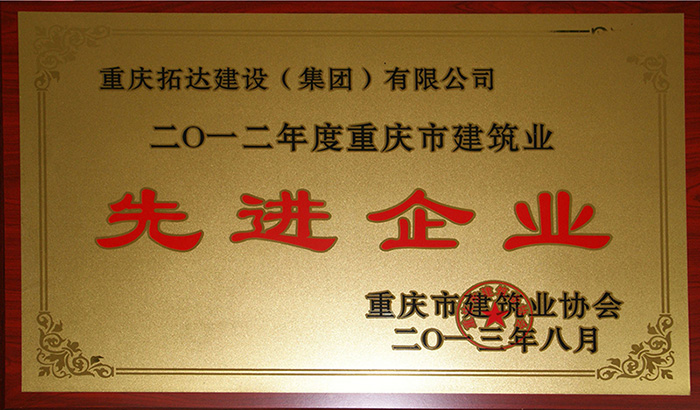 重庆拓达建设（集团）有限公司
二〇一二年度重庆市建筑业
先进企业
重庆市建筑业协会
二〇一三年八月